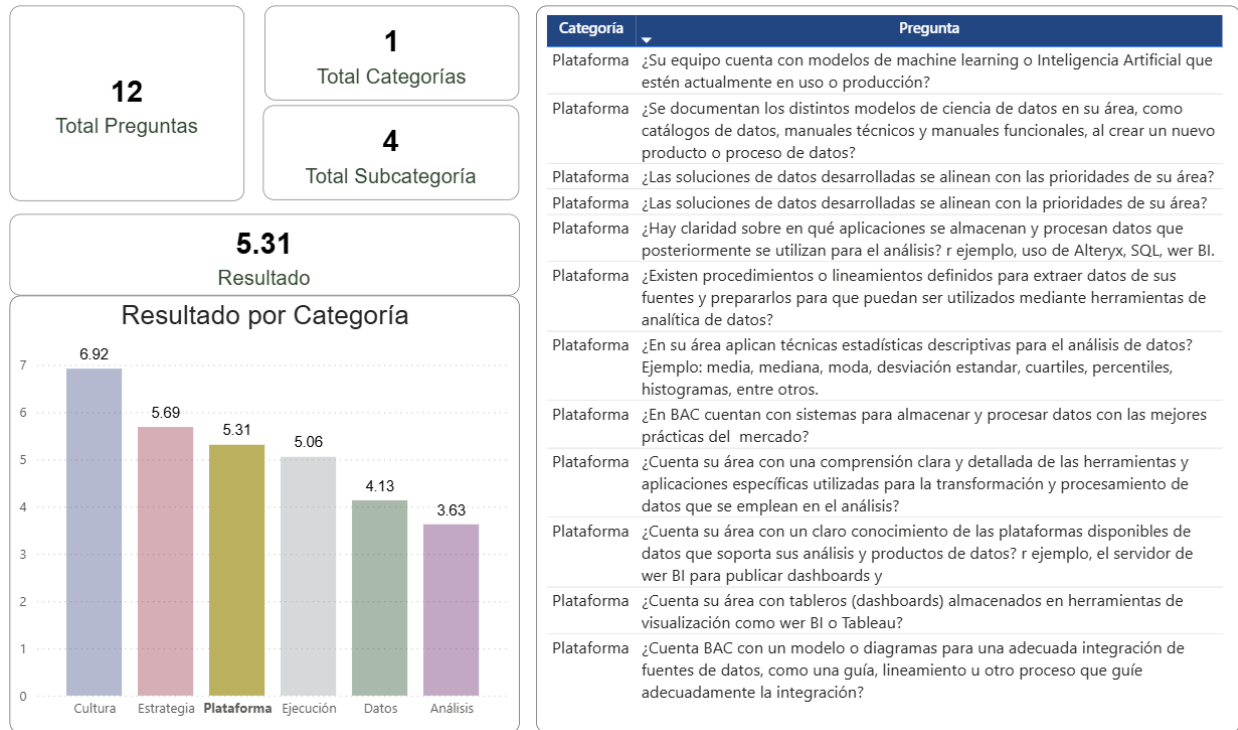 12
Total Preguntas
1
Total Categorías
4
Total Subcategoría
5.31
Resultado
Resultado por Categoría
7
6
5
4
3
2
1
0
6.92
5.69
5.31
5.06
4.13
3.63
Cultura
Estrategia
Plataforma
Ejecución
Datos
Análisis
Categoría Pregunta
Plataforma ¿Su equipo cuenta con modelos de machine learning o Inteligencia Artificial que
estén actualmente en uso o producción?
Plataforma ¿Se documentan los distintos modelos de ciencia de datos en su área, como
catálogos de datos, manuales técnicos y manuales funcionales, al crear un nuevo
producto o proceso de datos?
Plataforma ¿Las soluciones de datos desarrolladas se alinean con las prioridades de su área?
Plataforma ¿Las soluciones de datos desarrolladas se alinean con la prioridades de su área?
Plataforma ¿Hay claridad sobre en qué aplicaciones se almacenan y procesan datos que
posteriormente se utilizan para el análisis? r ejemplo, uso de Alteryx, SQL, wer BI.
Plataforma ¿Existen procedimientos o lineamientos definidos para extraer datos de sus
fuentes y prepararlos para que puedan ser utilizados mediante herramientas de
analítica de datos?
Plataforma ¿En su área aplican técnicas estadísticas descriptivas para el análisis de datos?
Ejemplo: media, mediana, moda, desviación estandar, cuartiles, percentiles,
histogramas, entre otros.
Plataforma ¿En BAC cuentan con sistemas para almacenar y procesar datos con las mejores
prácticas del  mercado?
Plataforma ¿Cuenta su área con una comprensión clara y detallada de las herramientas y
aplicaciones específicas utilizadas para la transformación y procesamiento de
datos que se emplean en el análisis?
Plataforma ¿Cuenta su área con un claro conocimiento de las plataformas disponibles de
datos que soporta sus análisis y productos de datos? r ejemplo, el servidor de
wer BI para publicar dashboards y
Plataforma ¿Cuenta su área con tableros (dashboards) almacenados en herramientas de
visualización como wer BI o Tableau?
Plataforma ¿Cuenta BAC con un modelo o diagramas para una adecuada integración de
fuentes de datos, como una guía, lineamiento u otro proceso que guíe
adecuadamente la integración?